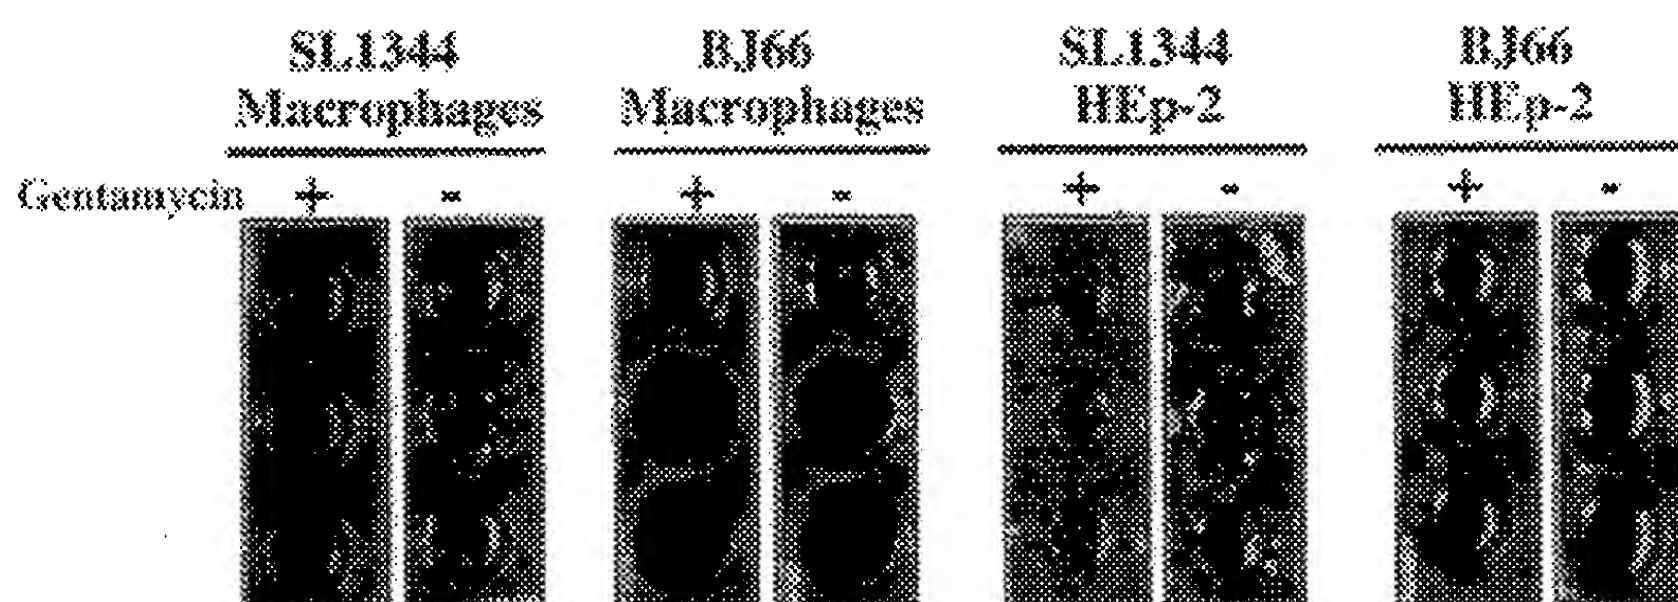 SL1344 BJ66 SL1344 BJ66
Macrophages Macrophages HEp-2 HEp-2
Gentamycin + - + - + - + -